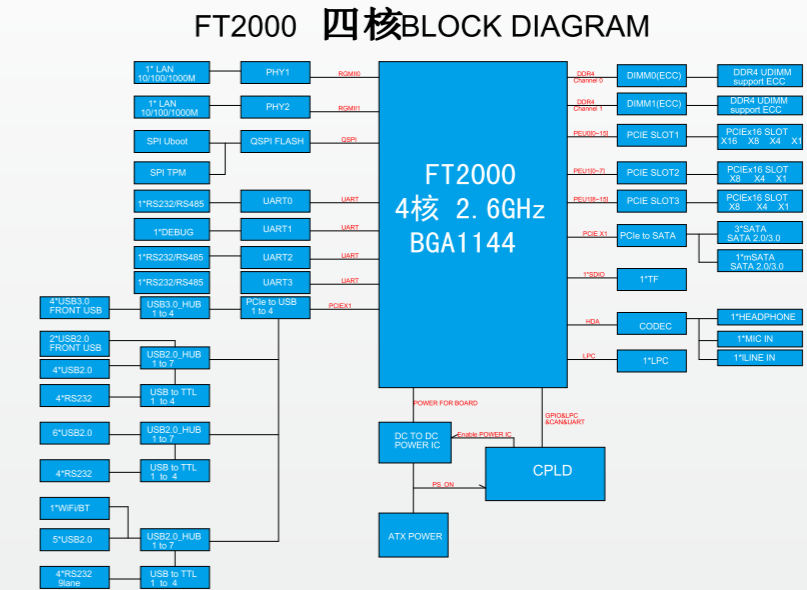 FT2000 四核BLOCK DIAGRAM
1* LAN
10/100/1000M
PHY1
RGMII0
1* LAN
10/100/1000M
PHY2
RGMII1
SPI Uboot
QSPI FLASH
QSPI
SPI TPM
1*RS232/RS485
UART0
UART
1*DEBUG
UART1
UART
1*RS232/RS485
UART2
UART
1*RS232/RS485
UART3
UART
4*USB3.0
FRONT USB
USB3.0_HUB
1 to 4
PCIe to USB
1 to 4
PCIEX1
2*USB2.0
FRONT USB
USB2.0_HUB
1 to 7
4*USB2.0
4*RS232
USB to TTL
1 to 4
6*USB2.0
USB2.0_HUB
1 to 7
4*RS232
USB to TTL
1 to 4
1*WiFi/BT
5*USB2.0
USB2.0_HUB
1 to 7
4*RS232
9lane
USB to TTL
1 to 4
FT2000
4核 2.6GHz
BGA1144
DDR4
Channel 0
DIMM0(ECC)
DDR4 UDIMM
support ECC
DDR4
Channel 1
DIMM1(ECC)
DDR4 UDIMM
support ECC
PEU0[0~15]
PCIE SLOT1
PCIEx16 SLOT
X16 X8 X4 X1
PEU1[0~7]
PCIE SLOT2
PCIEx16 SLOT
X8 X4 X1
PEU1[8~15]
PCIE SLOT3
PCIEx16 SLOT
X8 X4 X1
PCIE X1
PCIe to SATA
3*SATA
SATA 2.0/3.0
1*mSATA
SATA 2.0/3.0
1*SDIO
1*TF
HDA
CODEC
1*HEADPHONE
1*MIC IN
1*ILINE IN
LPC
1*LPC
POWER FOR BOARD
GPIO&LPC
&CAN&UART
DC TO DC
POWER IC
Enable POWER IC
CPLD
PS_ON
ATX POWER